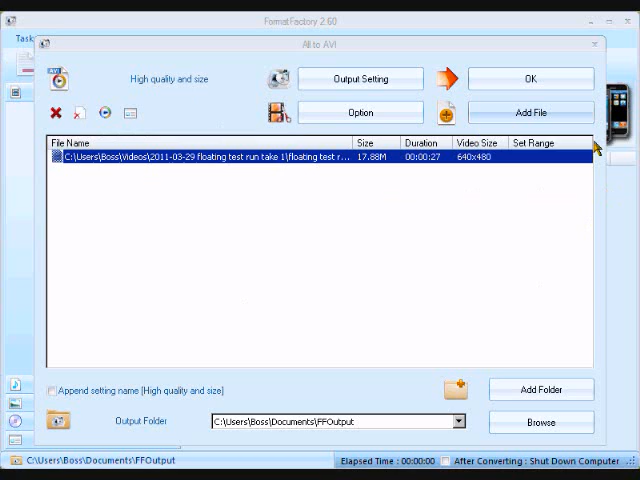 FormatFactory 2.60
Task
All to AVI
AVI
High quality and size
Output Setting
OK
Option
Add File
File Name Size Duration Video Size Set Range
C:\Users\Boss\Videos\2011-03-29 floating test run take 1\floating test r... 17.88M 00:00:27 640x480
Append setting name [High quality and size]
Add Folder
Output Folder
C:\Users\Boss\Documents\FFOutput
Browse
C:\Users\Boss\Documents\FFOutput
Elapsed Time : 00:00:00
After Converting : Shut Down Computer